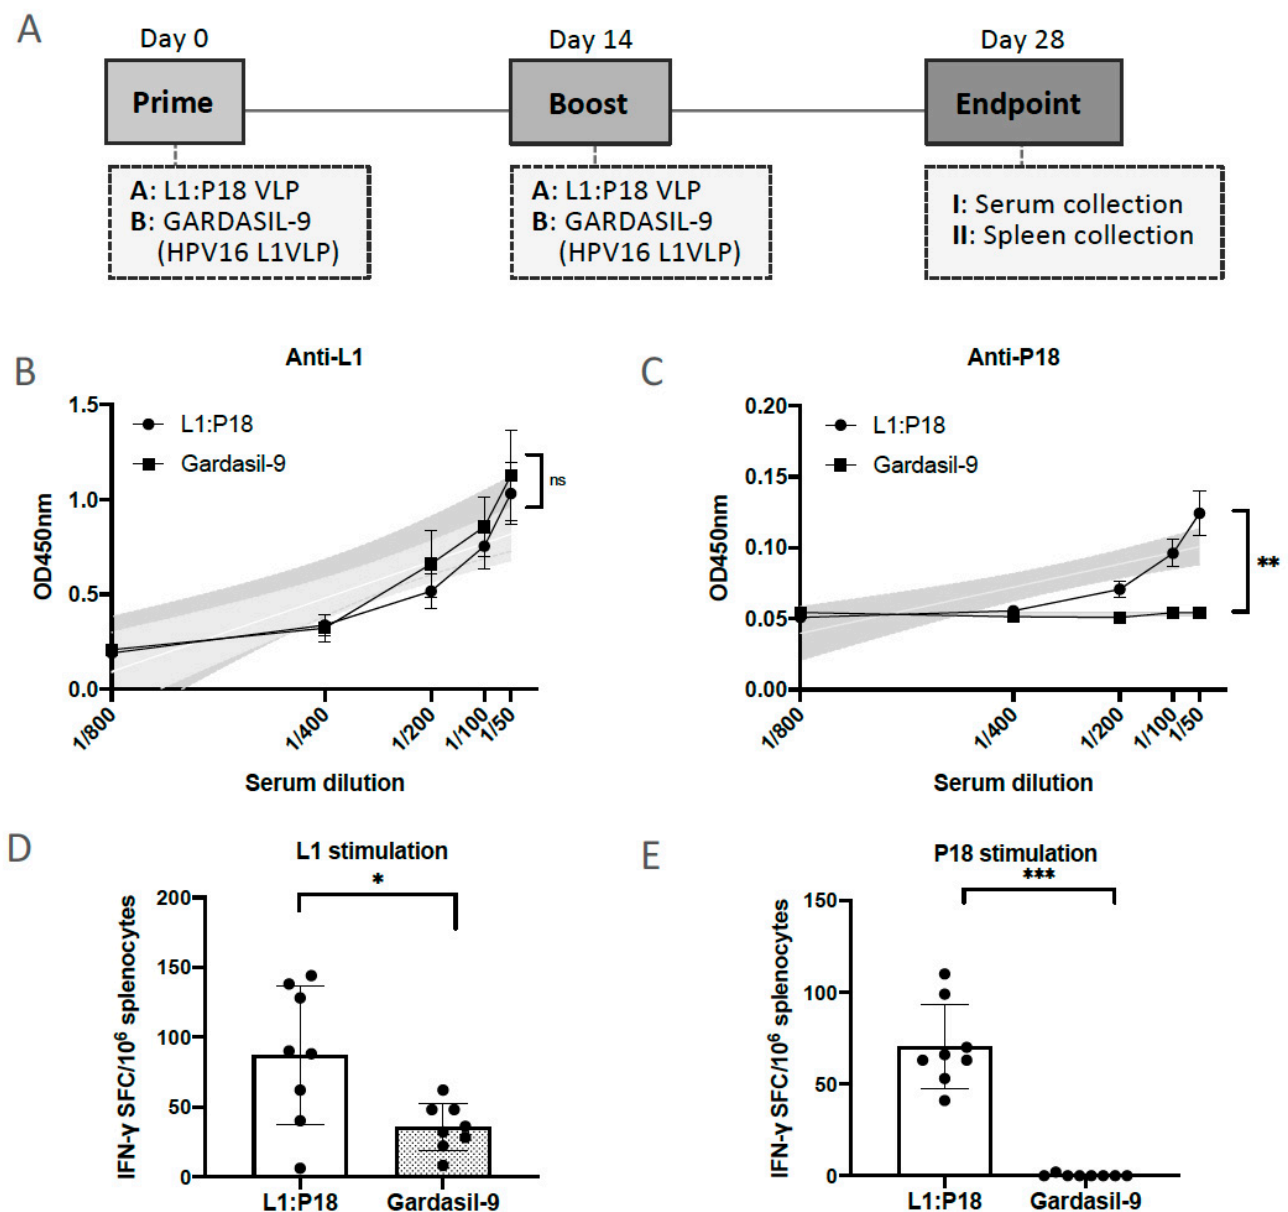 A
Day 0
Day 14
Day 28
Prime
Boost
Endpoint
A: L1:P18 VLP
B: GARDASIL-9
(HPV16 L1VLP)
A: L1:P18 VLP
B: GARDASIL-9
(HPV16 L1VLP)
I: Serum collection
II: Spleen collection
B
Anti-L1
1.5
1.0
0.5
0.0
OD450nm
L1:P18
Gardasil-9
ns
1/800
1/400
1/200
1/100
1/50
Serum dilution
C
Anti-P18
0.20
0.15
0.10
0.05
0.00
OD450nm
L1:P18
Gardasil-9
**
1/800
1/400
1/200
1/100
1/50
Serum dilution
D
L1 stimulation
*
200
150
100
50
0
IFN-γ SFC/10⁶ splenocytes
L1:P18
Gardasil-9
E
P18 stimulation
***
150
100
50
0
IFN-γ SFC/10⁶ splenocytes
L1:P18
Gardasil-9